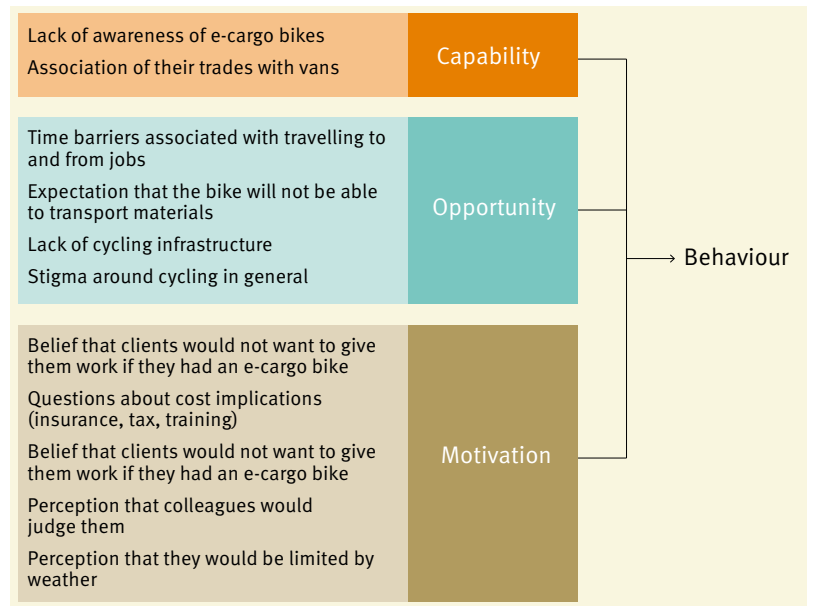 Lack of awareness of e-cargo bikes
Association of their trades with vans
Capability
Time barriers associated with travelling to
and from jobs
Expectation that the bike will not be able
to transport materials
Lack of cycling infrastructure
Stigma around cycling in general
Opportunity
Belief that clients would not want to give
them work if they had an e-cargo bike
Questions about cost implications
(insurance, tax, training)
Belief that clients would not want to give
them work if they had an e-cargo bike
Perception that colleagues would
judge them
Perception that they would be limited by
weather
Motivation
Behaviour